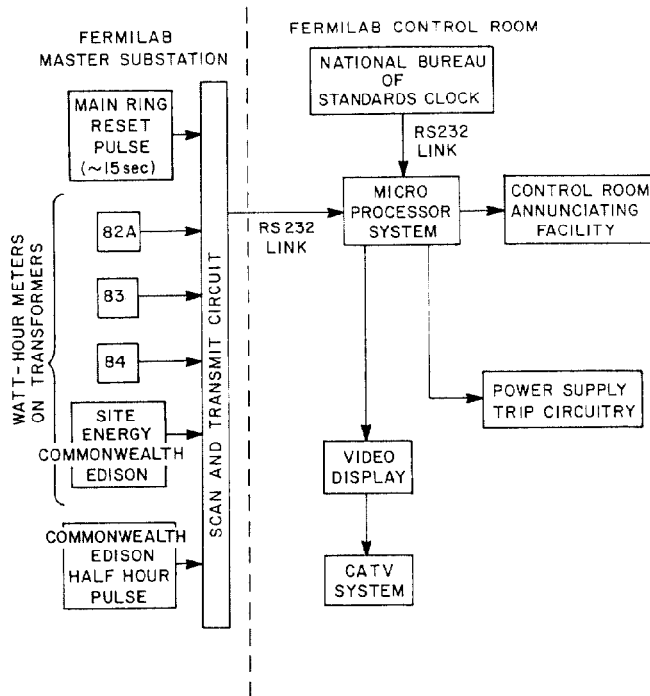 FERMILAB
MASTER SUBSTATION
FERMILAB CONTROL ROOM
MAIN RING
RESET
PULSE
(~15sec)
82A
83
84
SITE
ENERGY
COMMONWEALTH
EDISON
COMMONWEALTH
EDISON
HALF HOUR
PULSE
WATT-HOUR METERS
ON TRANSFORMERS
SCAN AND TRANSMIT CIRCUIT
RS232
LINK
NATIONAL BUREAU
OF
STANDARDS CLOCK
RS232
LINK
MICRO
PROCESSOR
SYSTEM
CONTROL ROOM
ANNUNCIATING
FACILITY
POWER SUPPLY
TRIP CIRCUITRY
VIDEO
DISPLAY
CATV
SYSTEM